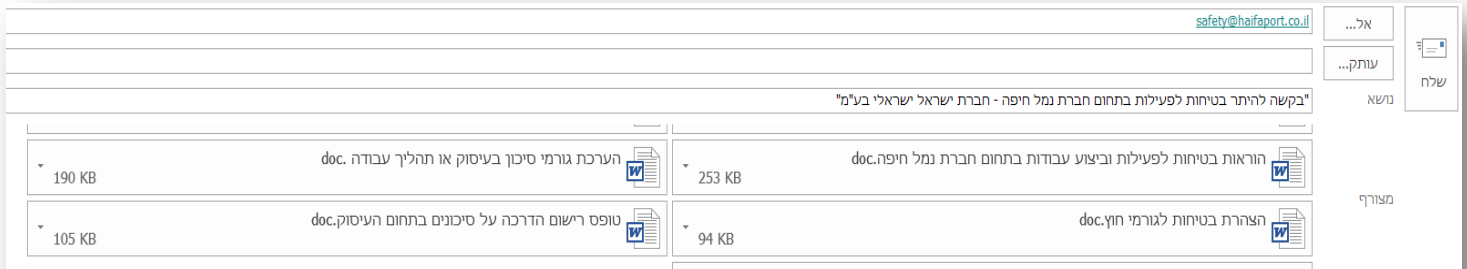 אל...
safety@haifaport.co.il
עותק...
שלח
נושא
"בקשה להיתר בטיחות לפעילות בתחום חברת נמל חיפה - חברת ישראל ישראלי בע"מ"
מצורף
הוראות בטיחות לפעילות וביצוע עבודות בתחום חברת נמל חיפה.doc
253 KB
הערכת גורמי סיכון בעיסוק או תהליך עבודה .doc
190 KB
הצהרת בטיחות לגורמי חוץ.doc
94 KB
טופס רישום הדרכה על סיכונים בתחום העיסוק.doc
105 KB